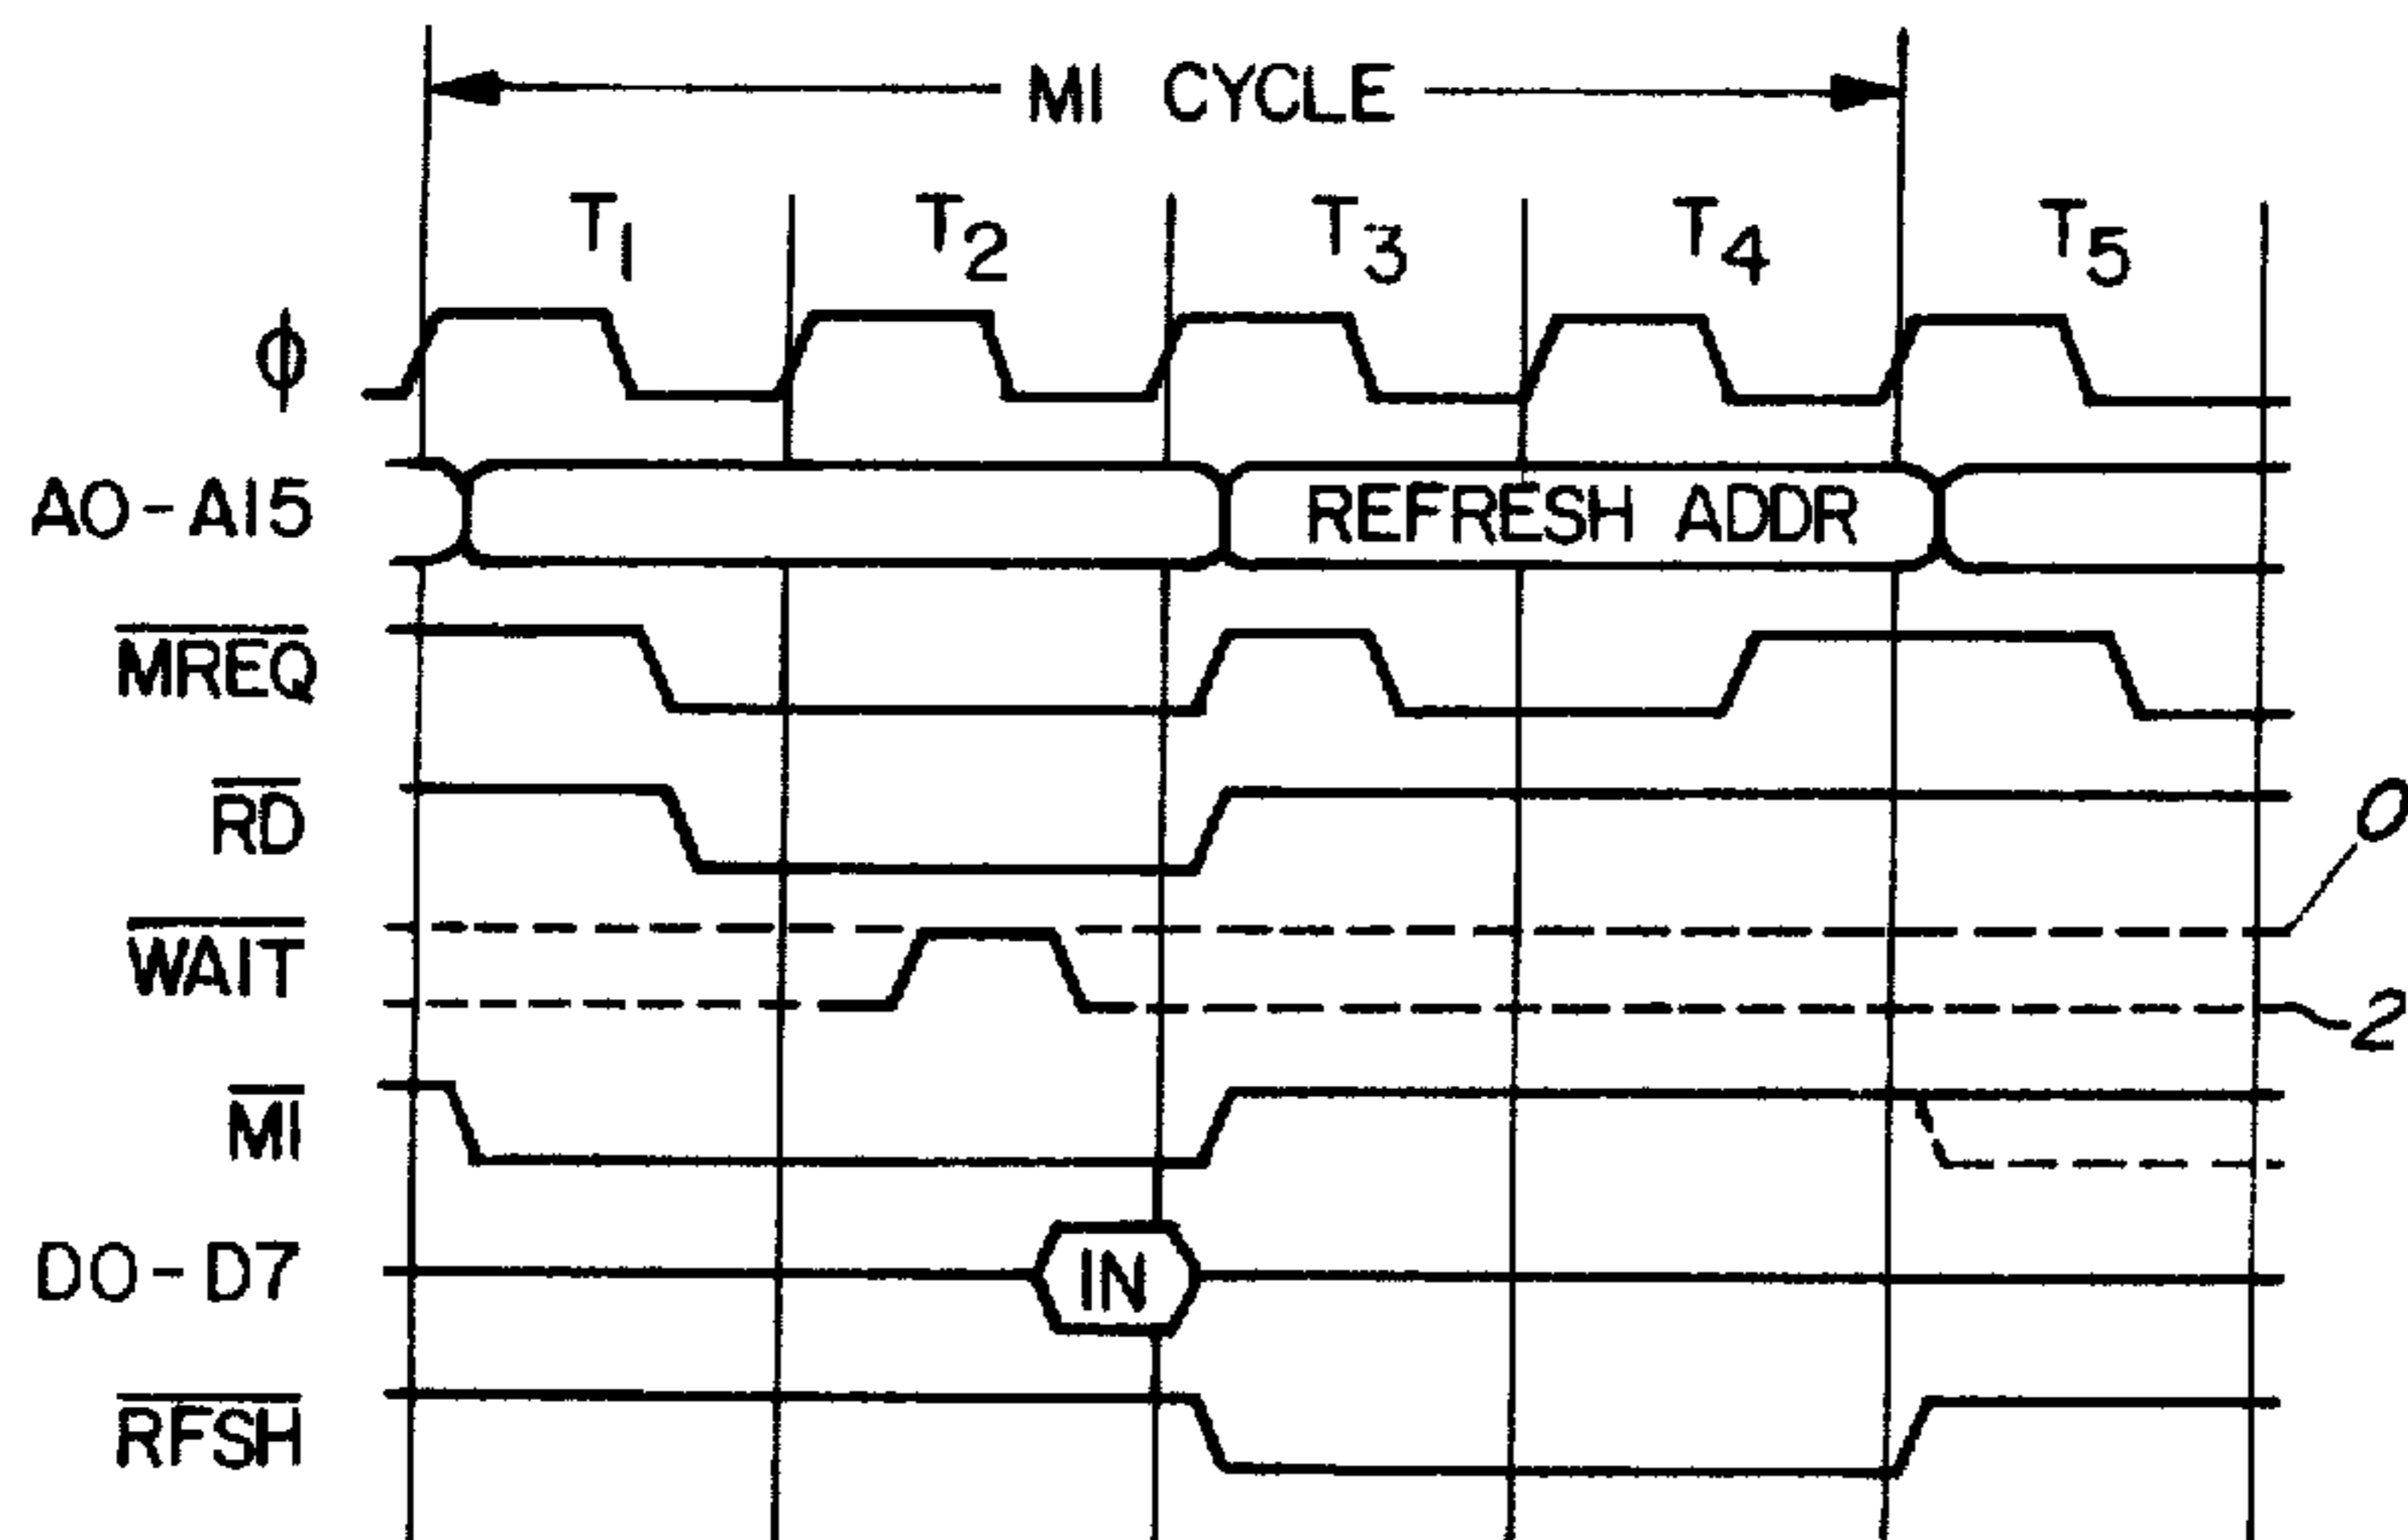 MI CYCLE
T1 T2 T3 T4 T5
ϕ
A0-A15 REFRESH ADDR
MREQ
RD
0
WAIT
2
MI
D0-D7 IN
RFSH